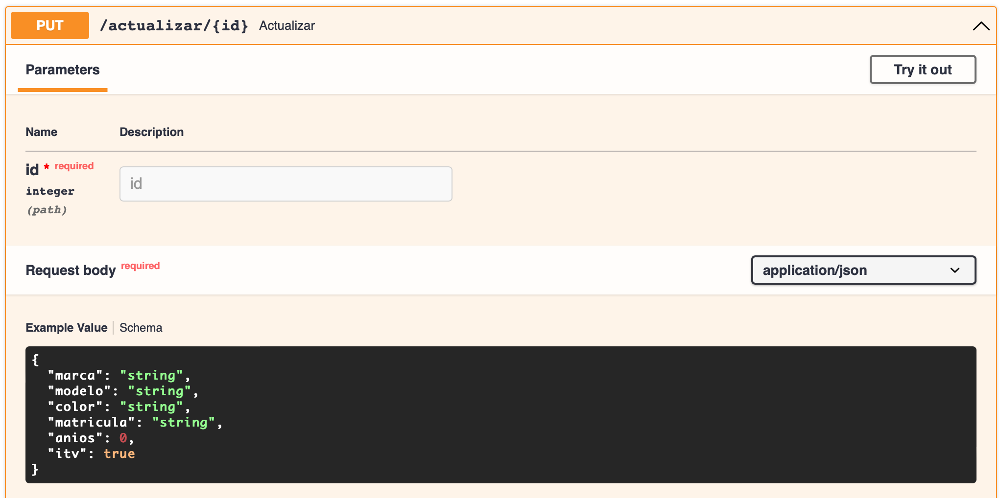 PUT /actualizar/{id} Actualizar
Parameters Try it out
Name Description
id * required
integer
(path)
id
Request body required application/json
Example Value Schema
{
  "marca": "string",
  "modelo": "string",
  "color": "string",
  "matricula": "string",
  "anios": 0,
  "itv": true
}